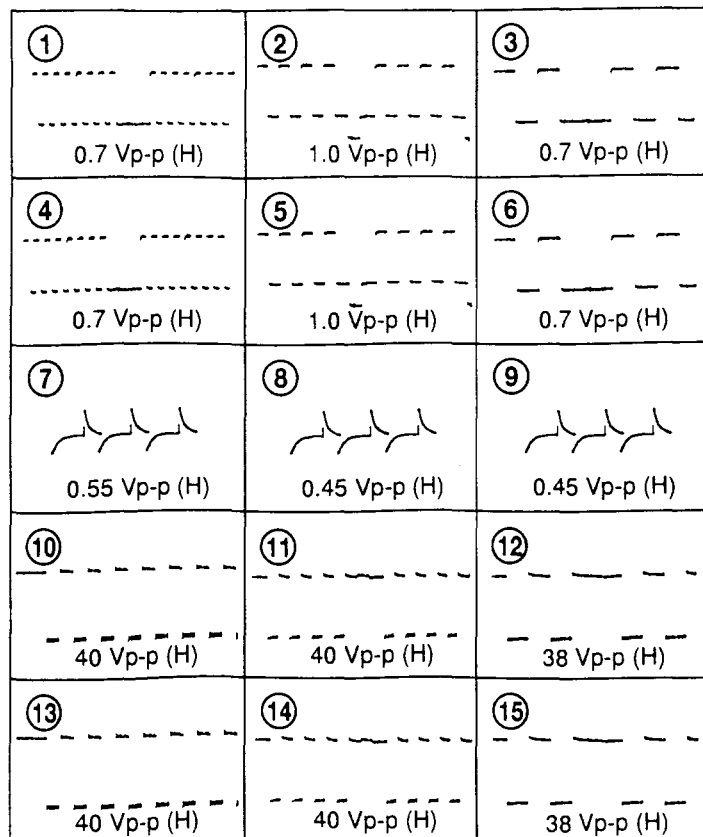 1 2 3
0.7 Vp-p (H) 1.0 Vp-p (H) 0.7 Vp-p (H)
4 5 6
0.7 Vp-p (H) 1.0 Vp-p (H) 0.7 Vp-p (H)
7 8 9
0.55 Vp-p (H) 0.45 Vp-p (H) 0.45 Vp-p (H)
10 11 12
40 Vp-p (H) 40 Vp-p (H) 38 Vp-p (H)
13 14 15
40 Vp-p (H) 40 Vp-p (H) 38 Vp-p (H)